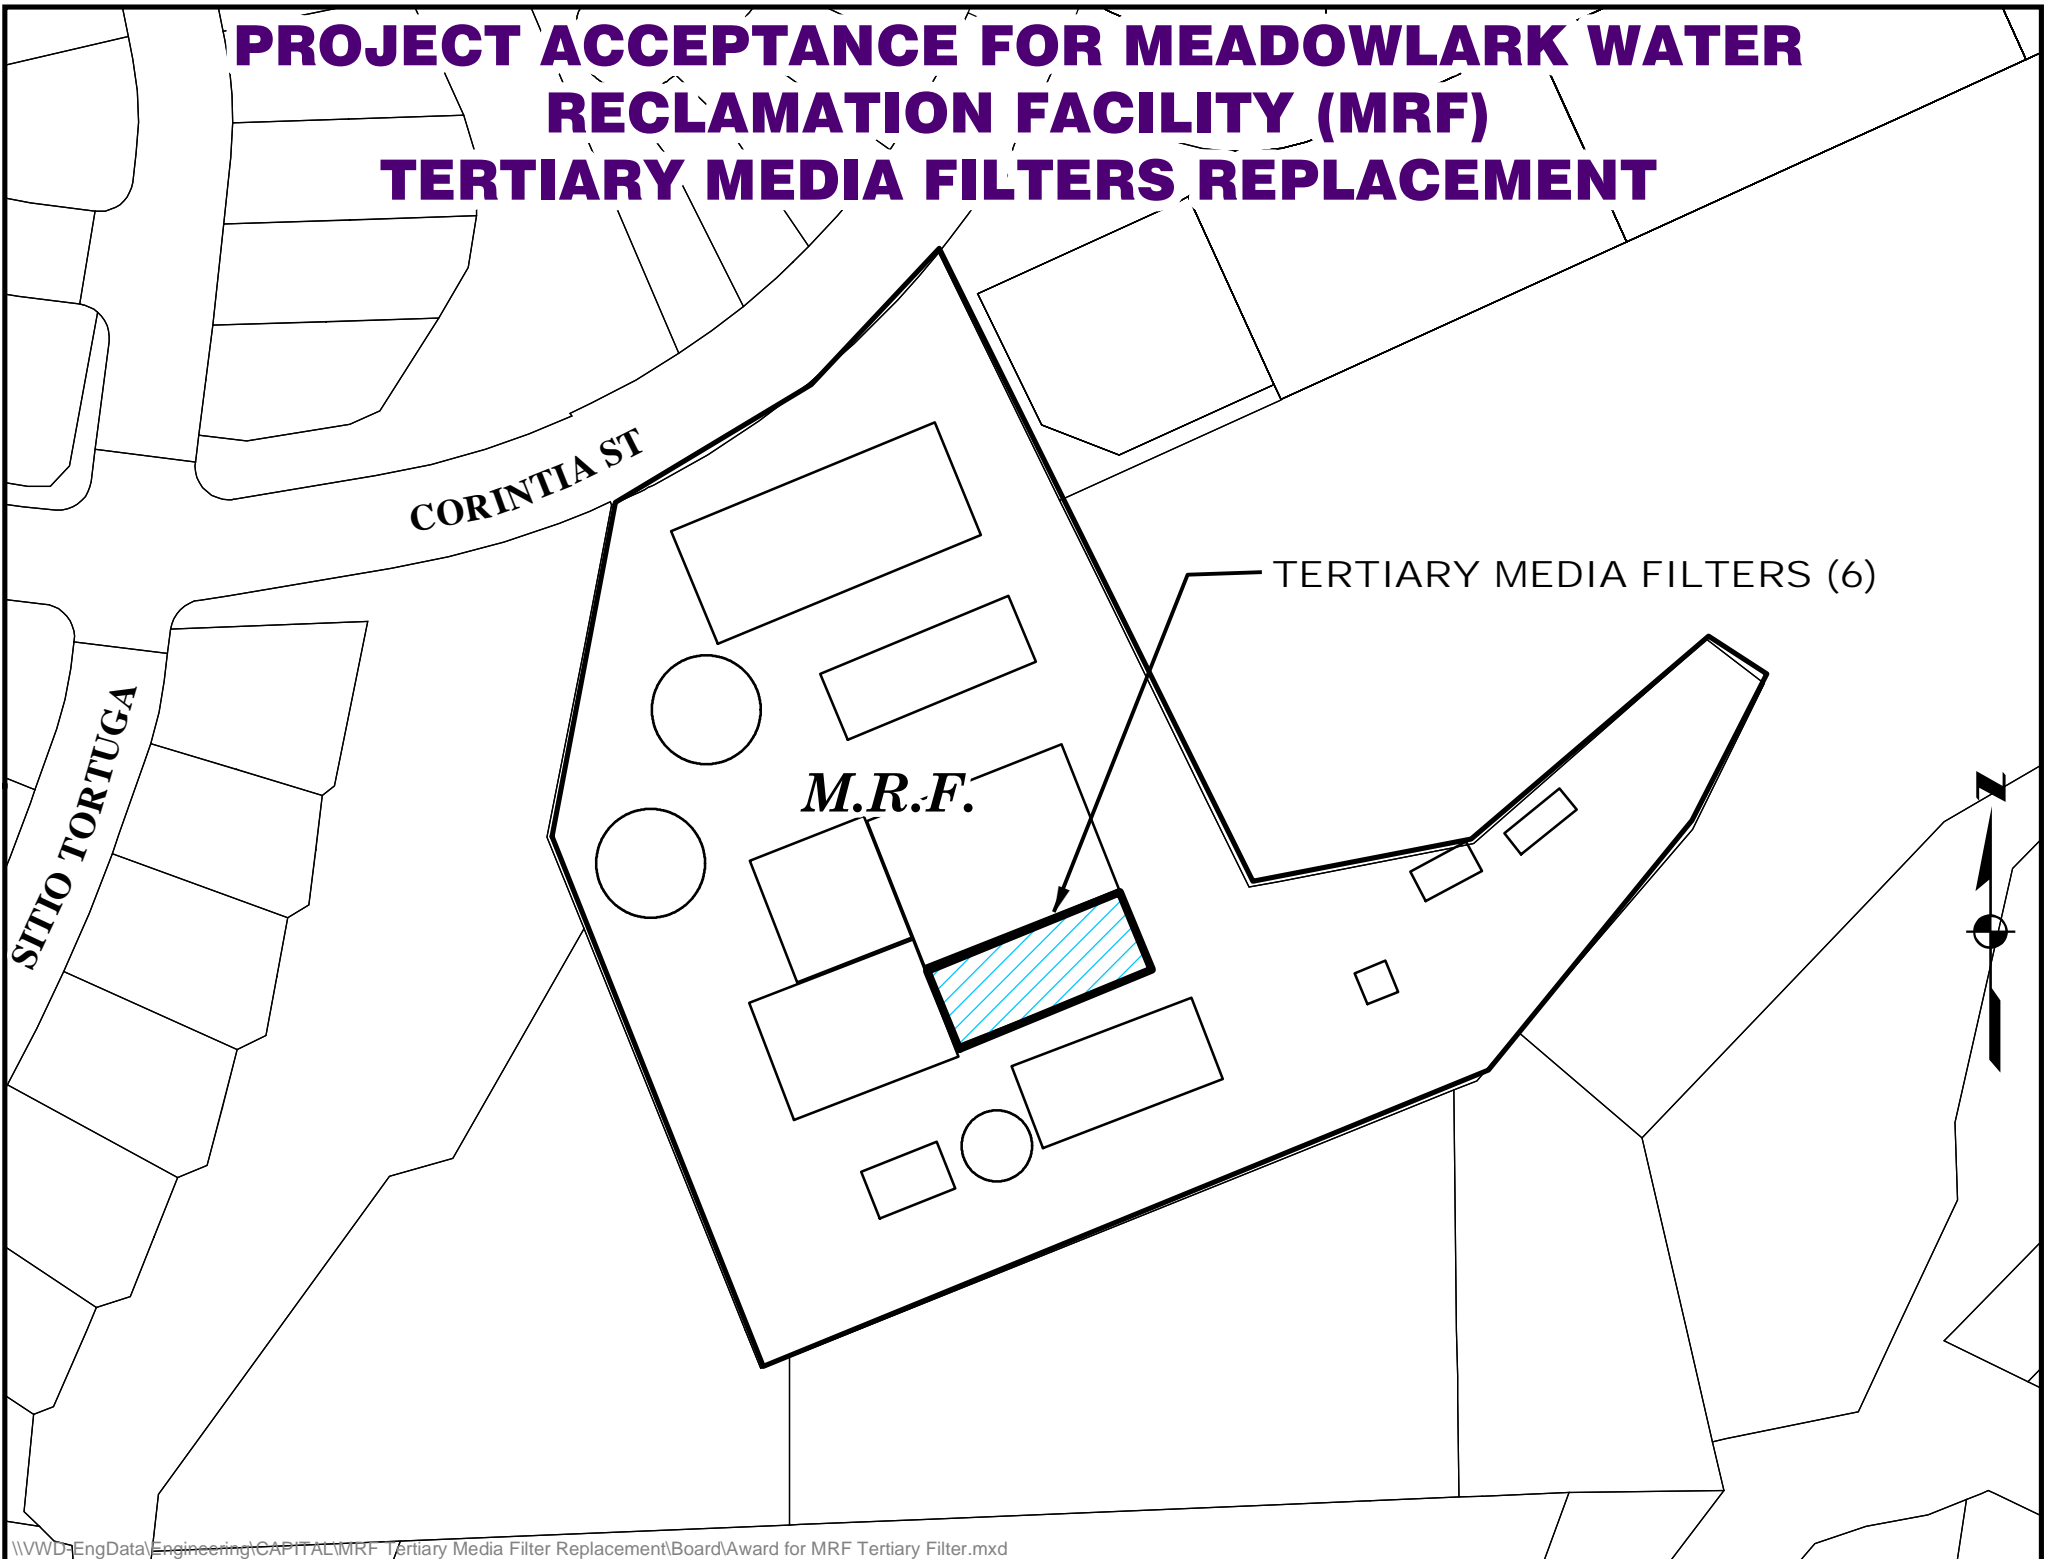 PROJECT ACCEPTANCE FOR MEADOWLARK WATER
RECLAMATION FACILITY (MRF)
TERTIARY MEDIA FILTERS REPLACEMENT
CORINTIA ST
TERTIARY MEDIA FILTERS (6)
SITIO TORTUGA
M.R.F.
Z
\\VWD-EngData\Engineering\CAPITAL\MRF Tertiary Media Filter Replacement\Board\Award for MRF Tertiary Filter.mxd